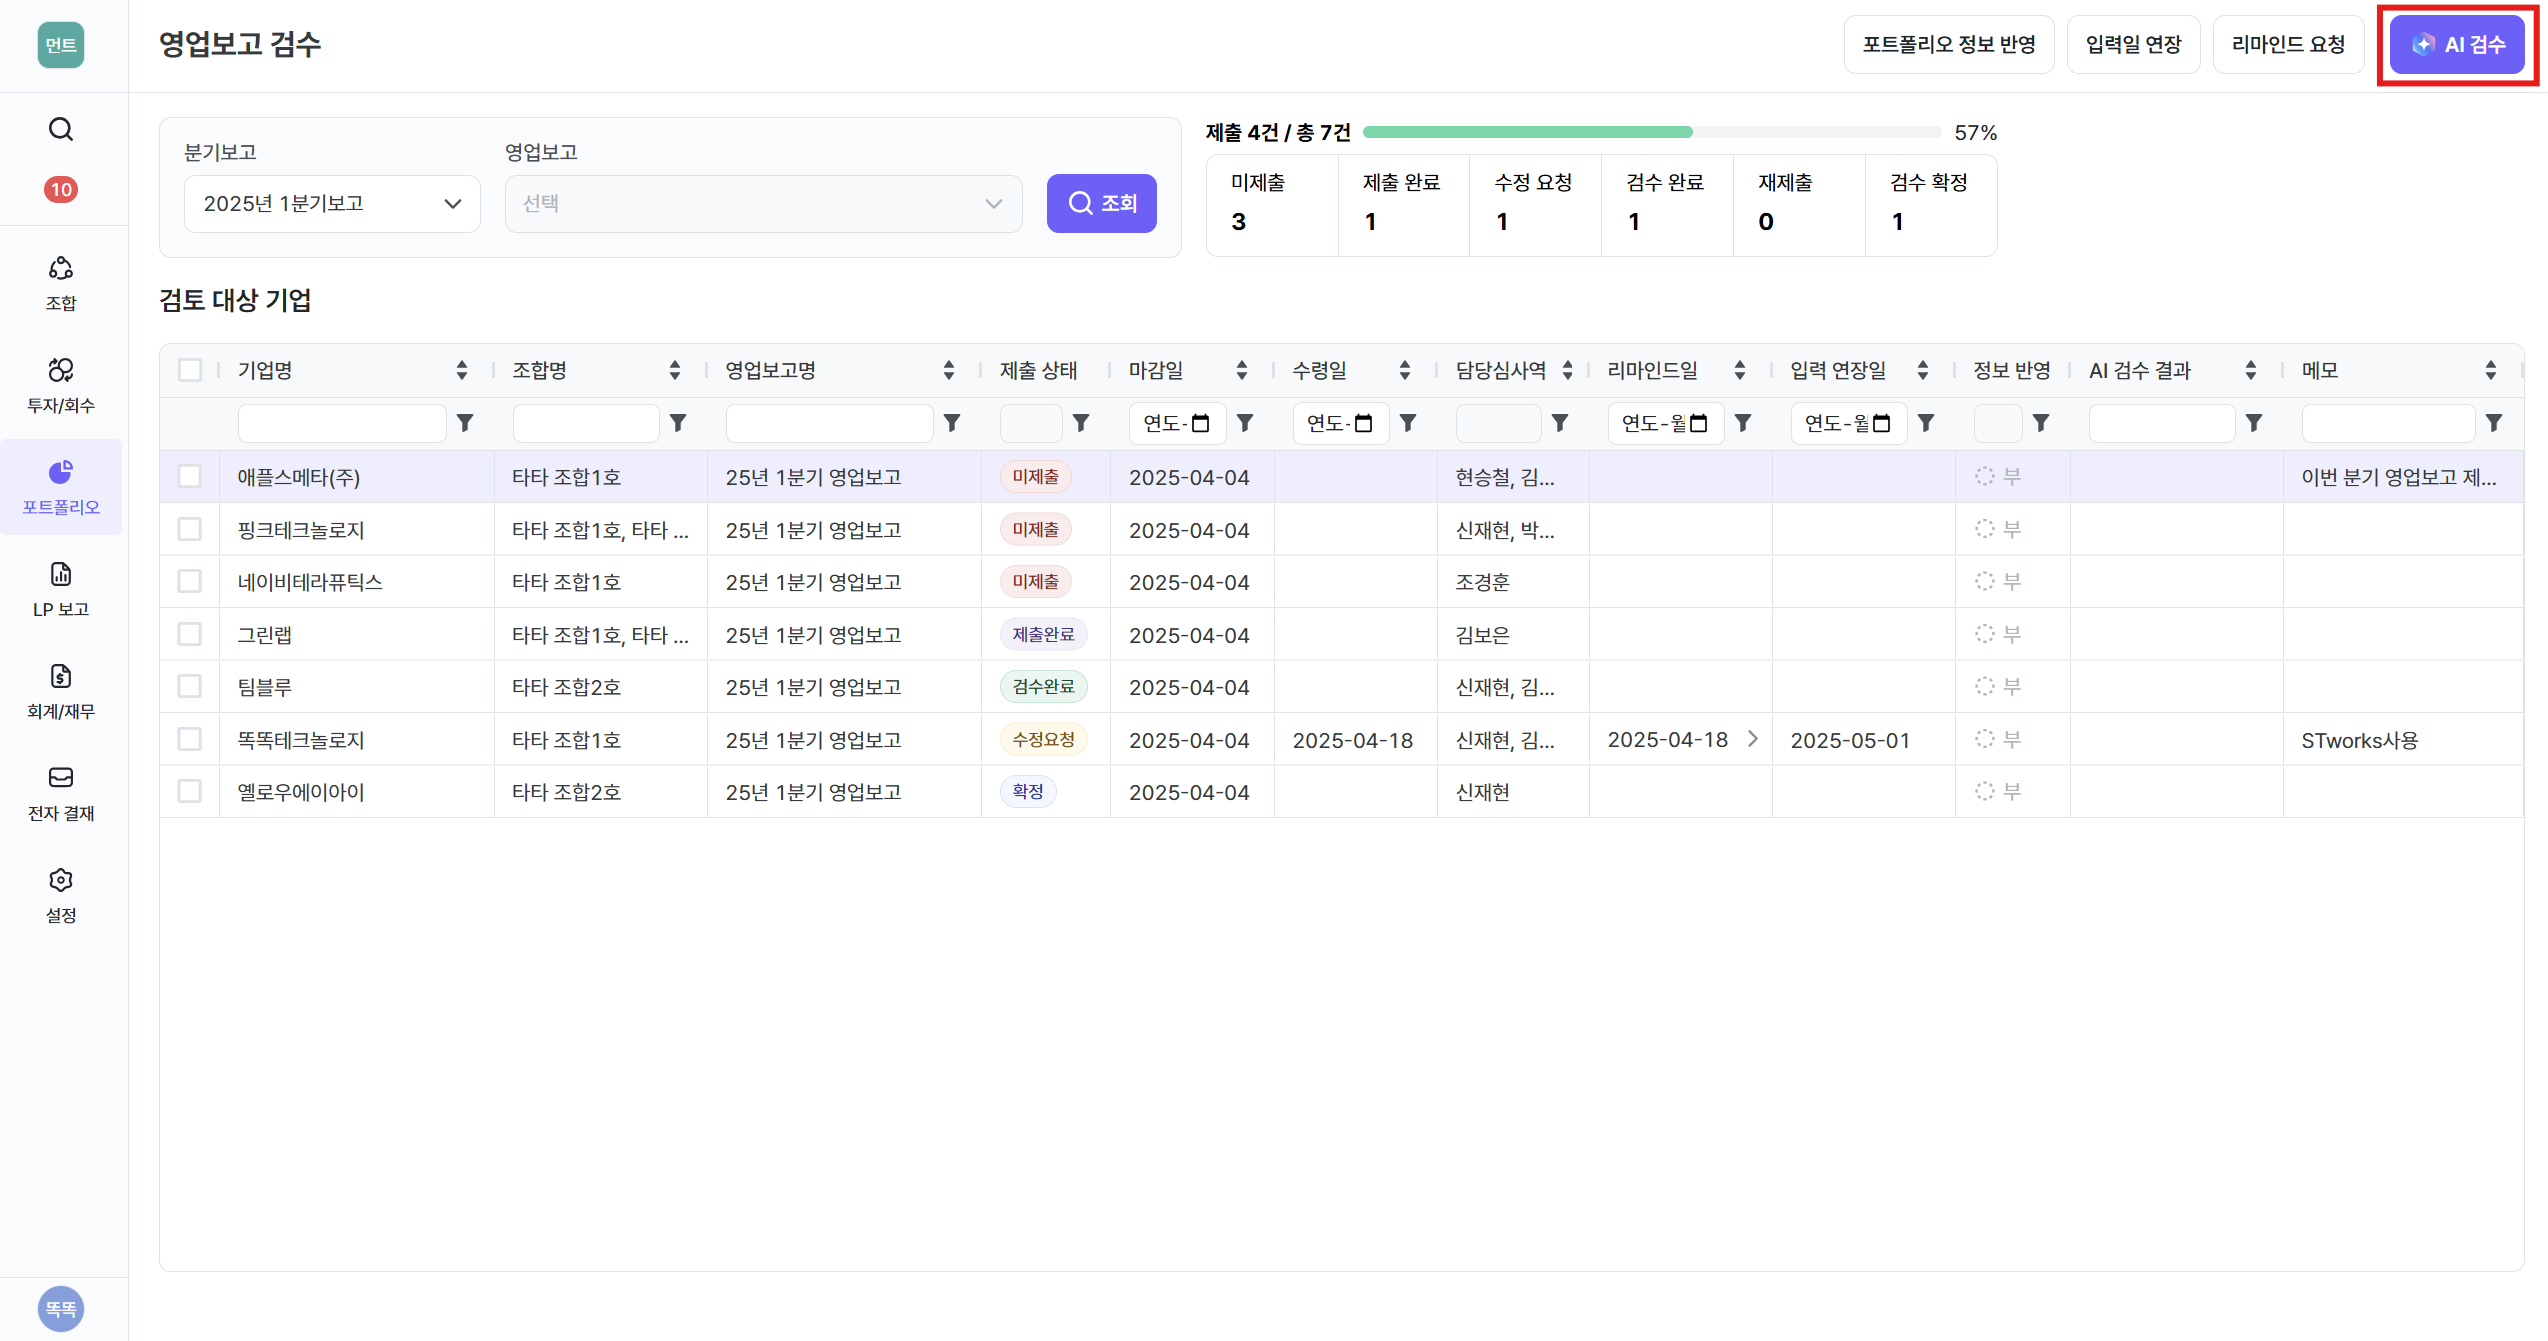 먼트
영업보고 검수
포트폴리오 정보 반영
입력일 연장
리마인드 요청
AI 검수
10
조합
투자/회수
포트폴리오
LP 보고
회계/재무
전자 결재
설정
똑똑
분기보고
영업보고
2025년 1분기보고
선택
조회
제출 4건 / 총 7건
57%
미제출 제출 완료 수정 요청 검수 완료 재제출 검수 확정
3 1 1 1 0 1
검토 대상 기업
기업명 조합명 영업보고명 제출 상태 마감일 수령일 담당심사역 리마인드일 입력 연장일 정보 반영 AI 검수 결과 메모
연도- 연도- 연도-월 연도-월
애플스메타(주) 타타 조합1호 25년 1분기 영업보고 미제출 2025-04-04 현승철, 김... 부 이번 분기 영업보고 제...
핑크테크놀로지 타타 조합1호, 타타 ... 25년 1분기 영업보고 미제출 2025-04-04 신재현, 박... 부
네이비테라퓨틱스 타타 조합1호 25년 1분기 영업보고 미제출 2025-04-04 조경훈 부
그린랩 타타 조합1호, 타타 ... 25년 1분기 영업보고 제출완료 2025-04-04 김보은 부
팀블루 타타 조합2호 25년 1분기 영업보고 검수완료 2025-04-04 신재현, 김... 부
똑똑테크놀로지 타타 조합1호 25년 1분기 영업보고 수정요청 2025-04-04 2025-04-18 신재현, 김... 2025-04-18 2025-05-01 부 STworks사용
옐로우에이아이 타타 조합2호 25년 1분기 영업보고 확정 2025-04-04 신재현 부